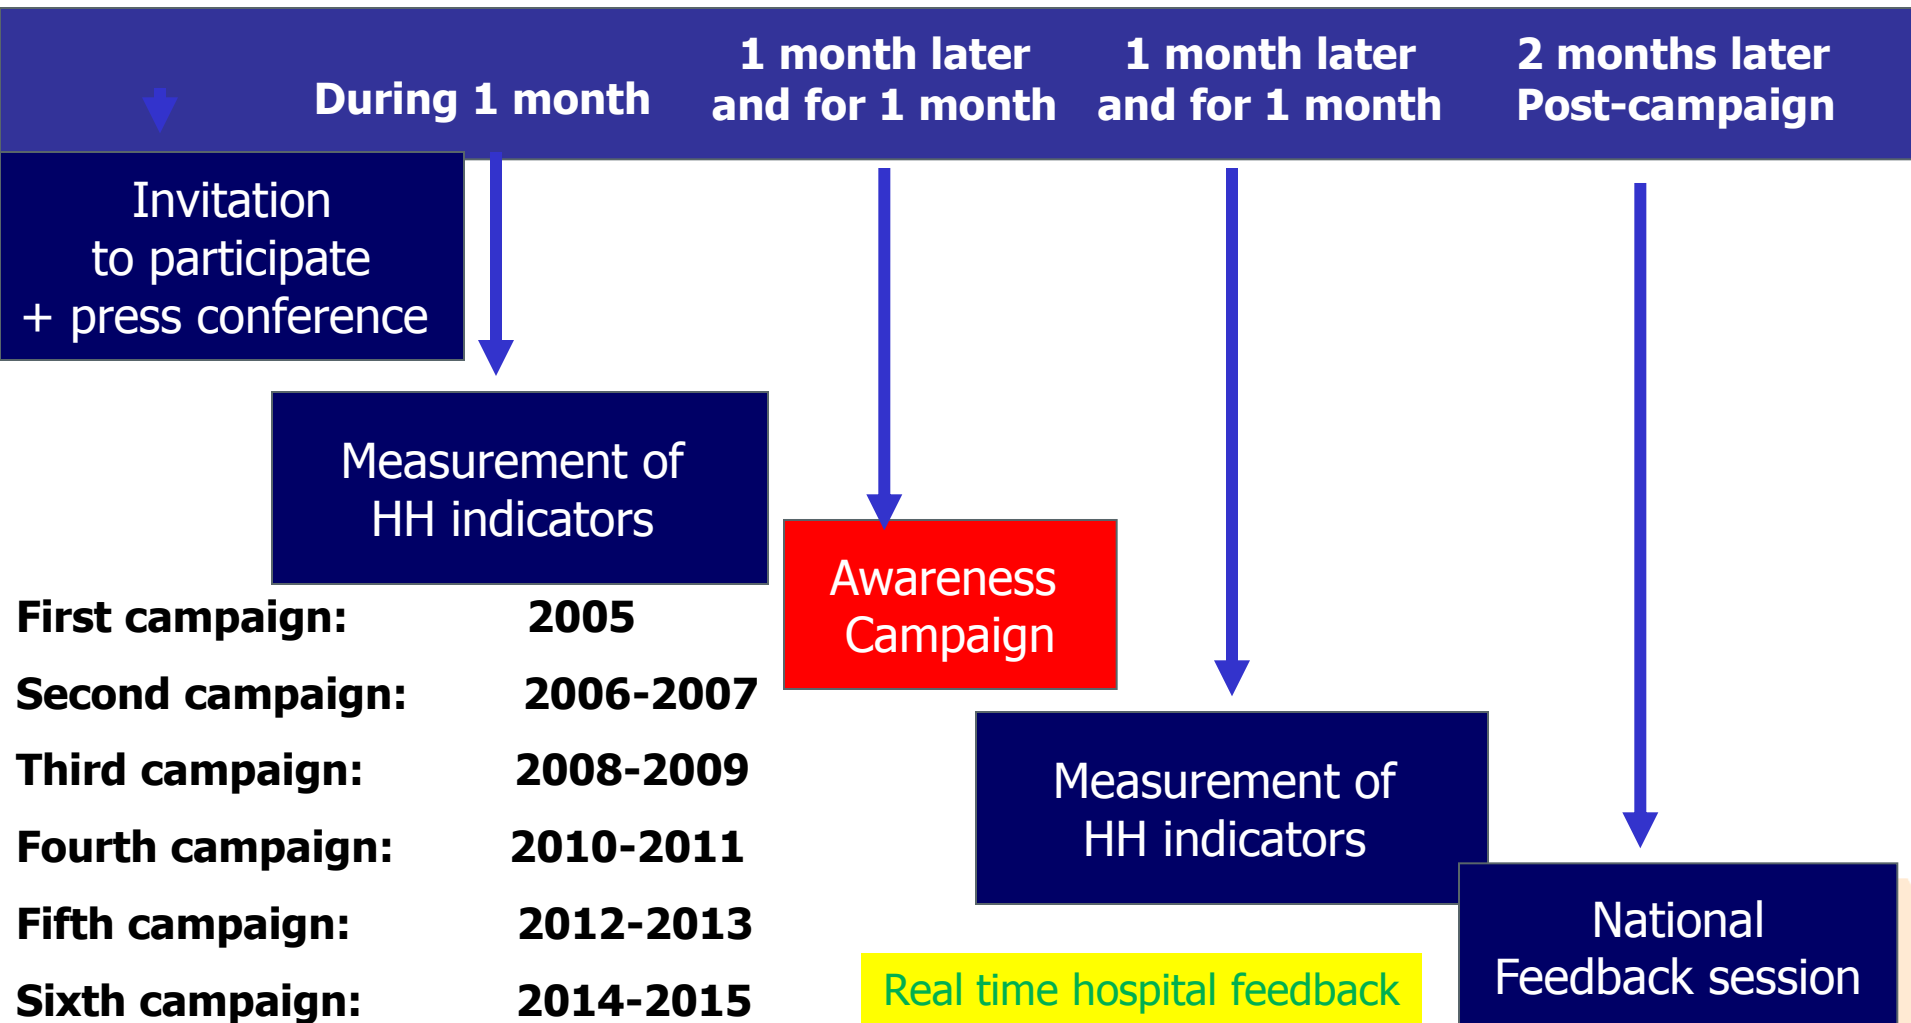 During 1 month
1 month later
and for 1 month
1 month later
and for 1 month
2 months later
Post-campaign
Invitation
to participate
+ press conference
Measurement of
HH indicators
Awareness
Campaign
Measurement of
HH indicators
National
Feedback session
First campaign: 2005
Second campaign: 2006-2007
Third campaign: 2008-2009
Fourth campaign: 2010-2011
Fifth campaign: 2012-2013
Sixth campaign: 2014-2015
Real time hospital feedback